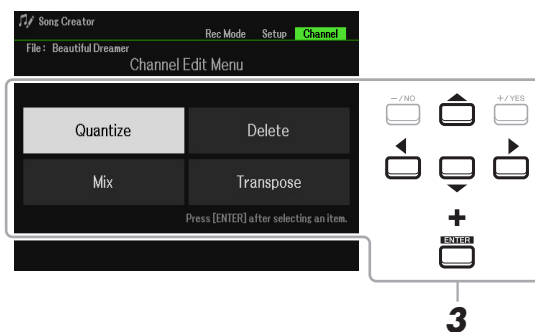 Song Creator
Rec Mode Setup Channel
File: Beautiful Dreamer
Channel Edit Menu
Quantize Delete
Mix Transpose
Press [ENTER] after selecting an item.
−/NO +/YES
+
ENTER
3